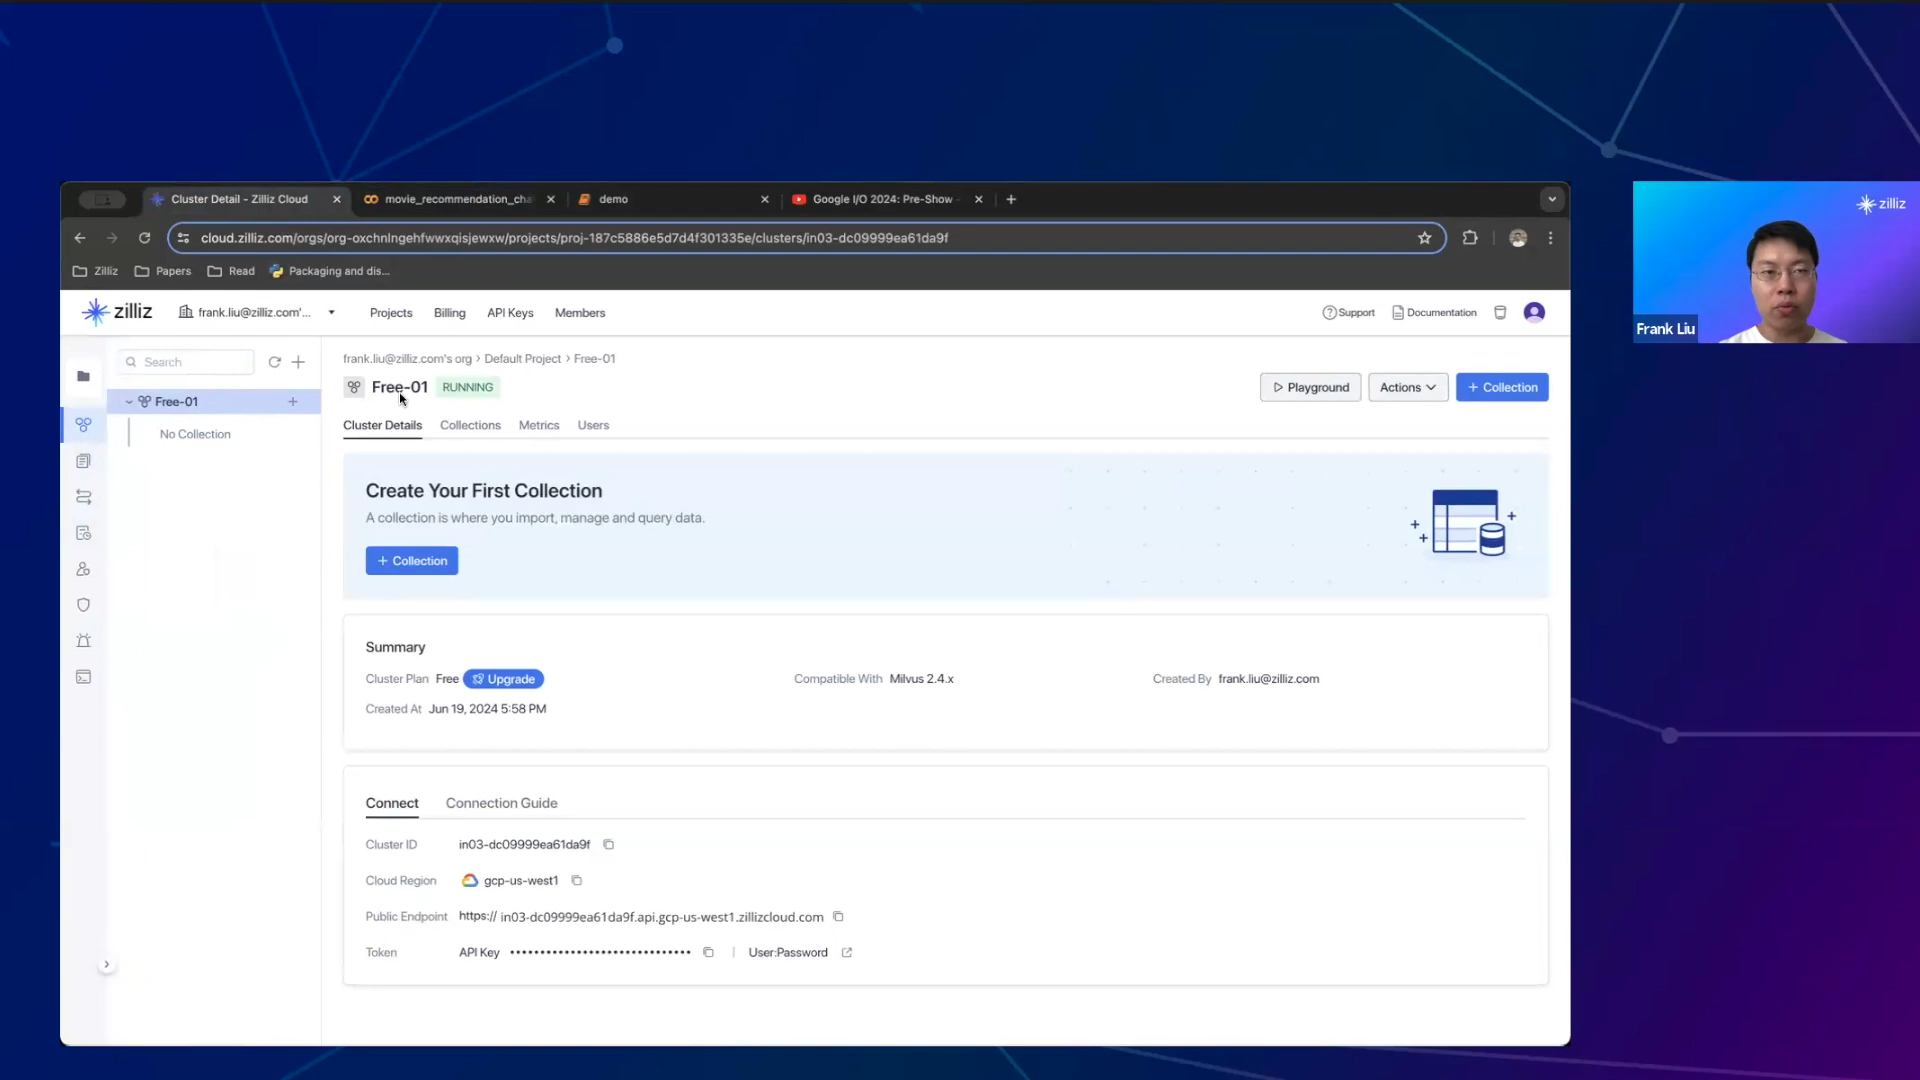 Cluster Detail - Zilliz Cloud
movie_recommendation_cha
demo
Google I/O 2024: Pre-Show -
cloud.zilliz.com/orgs/org-oxchnlngehfwwxqisjewxw/projects/proj-187c5886e5d7d4f301335e/clusters/in03-dc09999ea61da9f
Zilliz
Papers
Read
Packaging and dis...
zilliz
frank.liu@zilliz.com'...
Projects
Billing
API Keys
Members
Support
Documentation
Search
Free-01
No Collection
frank.liu@zilliz.com's org > Default Project > Free-01
Free-01 RUNNING
Playground
Actions
+ Collection
Cluster Details
Collections
Metrics
Users
Create Your First Collection
A collection is where you import, manage and query data.
+ Collection
Summary
Cluster Plan Free Upgrade
Compatible With Milvus 2.4.x
Created By frank.liu@zilliz.com
Created At Jun 19, 2024 5:58 PM
Connect
Connection Guide
Cluster ID in03-dc09999ea61da9f
Cloud Region gcp-us-west1
Public Endpoint https:// in03-dc09999ea61da9f.api.gcp-us-west1.zillizcloud.com
Token API Key •••••••••••••••••••••••••••••• | User:Password
zilliz
Frank Liu